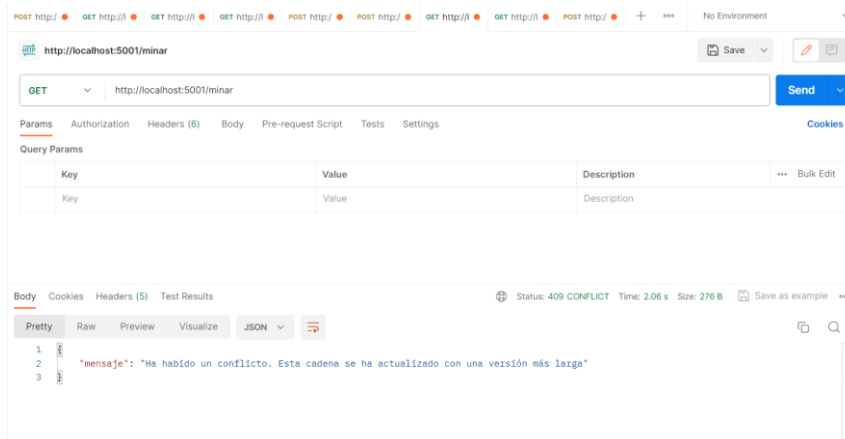 POST http:/ GET http://l GET http://l GET http://l POST http:/ POST http:/ GET http://l GET http://l POST http:/ + ••• No Environment
HTTP http://localhost:5001/minar Save
GET http://localhost:5001/minar Send
Params Authorization Headers (6) Body Pre-request Script Tests Settings Cookies
Query Params
Key Value Description ••• Bulk Edit
Key Value Description
Body Cookies Headers (5) Test Results Status: 409 CONFLICT Time: 2.06 s Size: 276 B Save as example
Pretty Raw Preview Visualize JSON
1 {
2 "mensaje": "Ha habido un conflicto. Esta cadena se ha actualizado con una versión más larga"
3 }